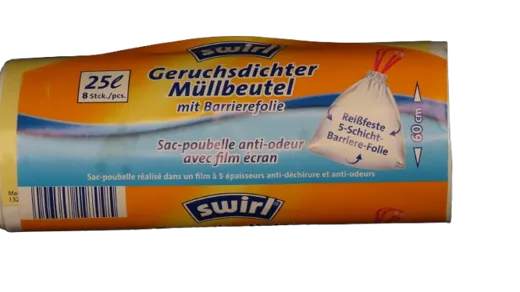 swirl
25ℓ
8 Stck./pcs.
Geruchsdichter
Müllbeutel
mit Barrierefolie
Reißfeste
5-Schicht-
Barriere-Folie
60 cm
Sac-poubelle anti-odeur
avec film écran
Sac-poubelle réalisé dans un film à 5 épaisseurs anti-déchirure et anti-odeurs
swirl